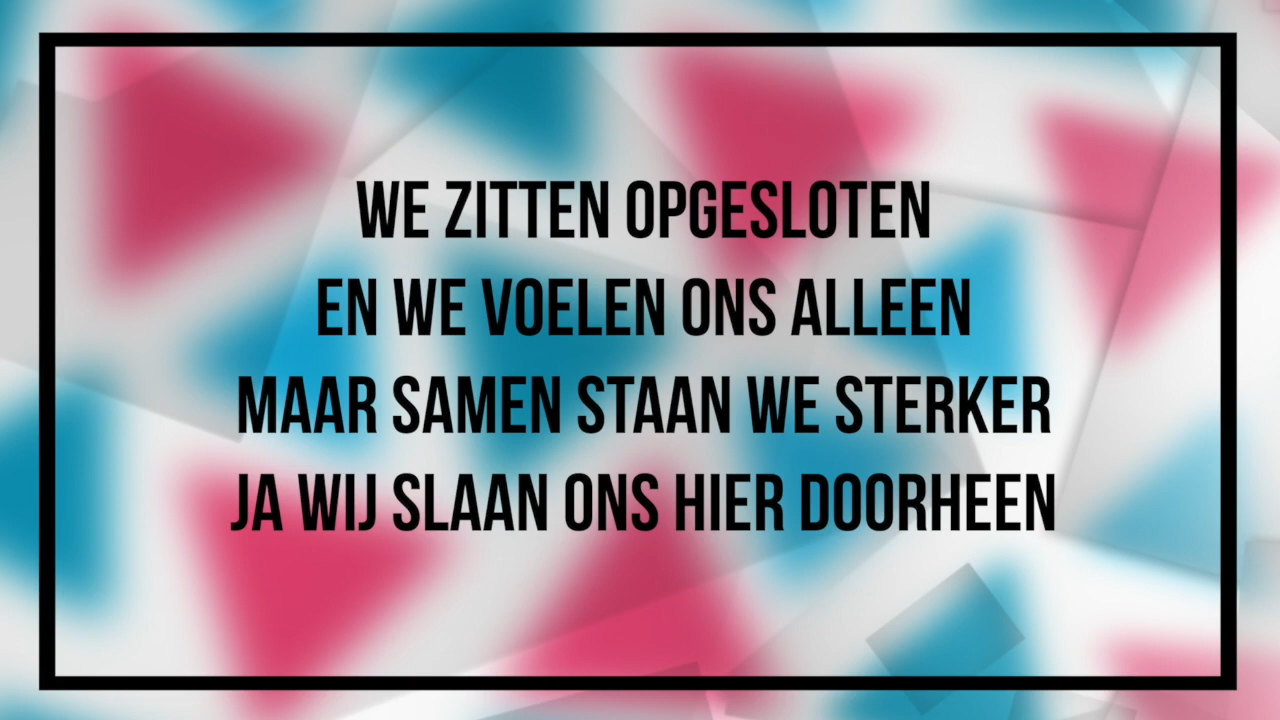 WE ZITTEN OPGESLOTEN
EN WE VOELEN ONS ALLEEN
MAAR SAMEN STAAN WE STERKER
JA WIJ SLAAN ONS HIER DOORHEEN